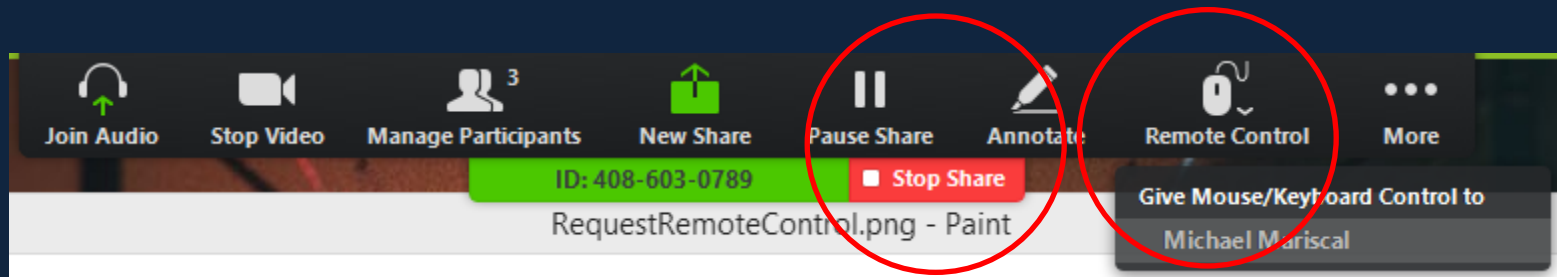 3
Join Audio Stop Video Manage Participants New Share Pause Share Annotate Remote Control More
ID: 408-603-0789 Stop Share
Give Mouse/Keyboard Control to
RequestRemoteControl.png - Paint
Michael Mariscal